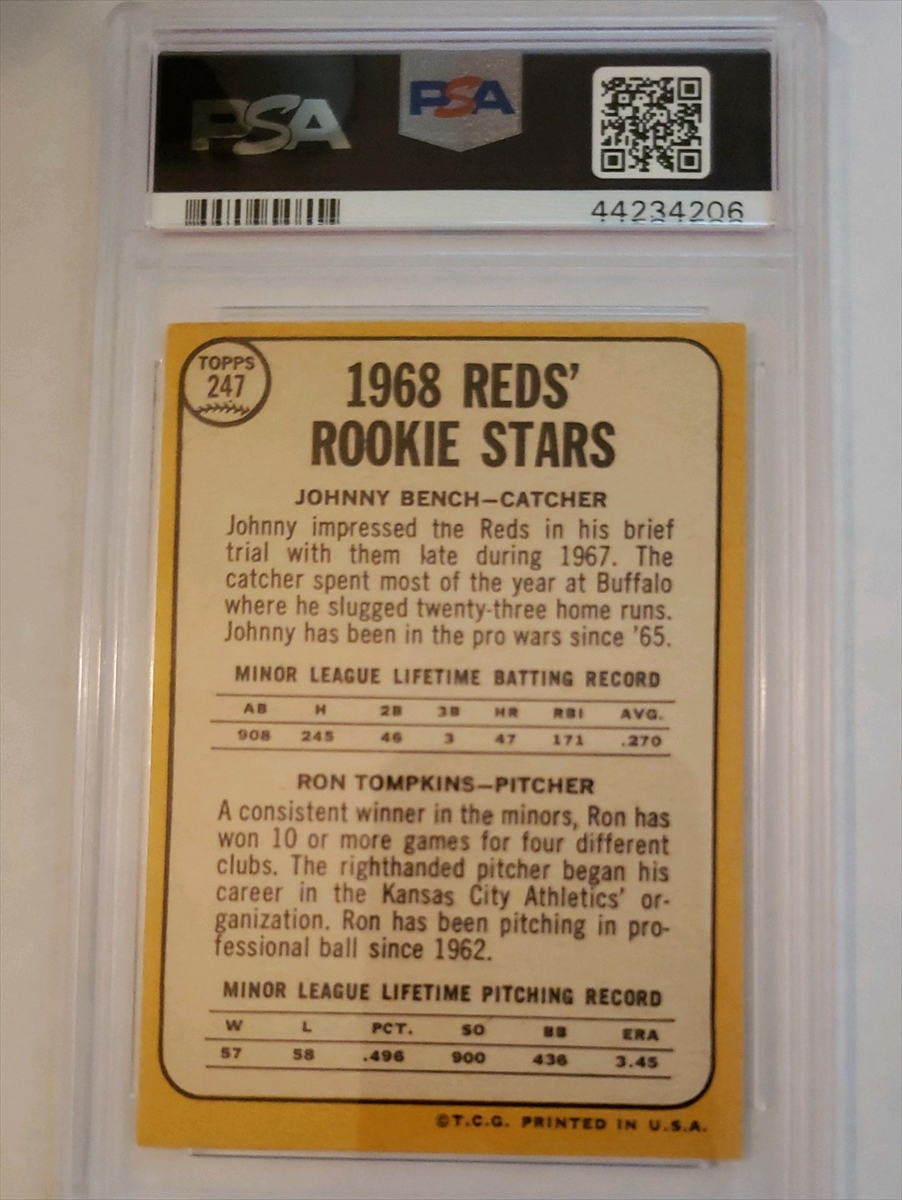 PSA PSA
44234206
TOPPS
247
1968 REDS'
ROOKIE STARS
JOHNNY BENCH—CATCHER
Johnny impressed the Reds in his brief
trial with them late during 1967. The
catcher spent most of the year at Buffalo
where he slugged twenty-three home runs.
Johnny has been in the pro wars since '65.
MINOR LEAGUE LIFETIME BATTING RECORD
AB H 2B 3B HR RBI AVG.
908 245 46 3 47 171 .270
RON TOMPKINS—PITCHER
A consistent winner in the minors, Ron has
won 10 or more games for four different
clubs. The righthanded pitcher began his
career in the Kansas City Athletics' or-
ganization. Ron has been pitching in pro-
fessional ball since 1962.
MINOR LEAGUE LIFETIME PITCHING RECORD
W L PCT. SO BB ERA
57 58 .496 900 436 3.45
©T.C.G. PRINTED IN U.S.A.